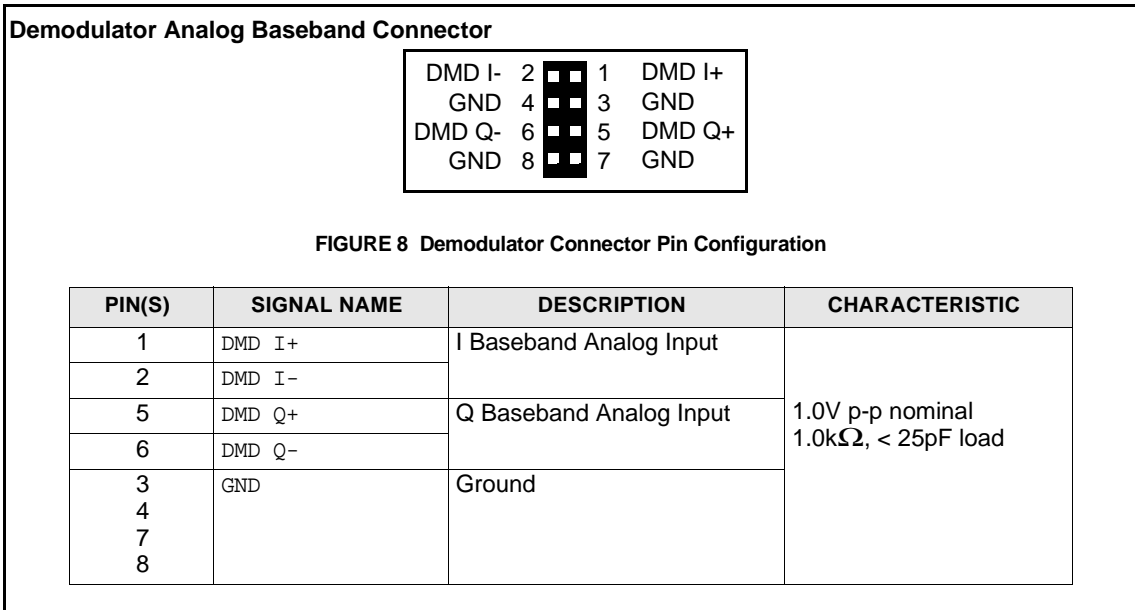 Demodulator Analog Baseband Connector
DMD I- 2 1 DMD I+
GND 4 3 GND
DMD Q- 6 5 DMD Q+
GND 8 7 GND
FIGURE 8 Demodulator Connector Pin Configuration
PIN(S) SIGNAL NAME DESCRIPTION CHARACTERISTIC
1 DMD I+ I Baseband Analog Input
2 DMD I-
5 DMD Q+ Q Baseband Analog Input
6 DMD Q-
1.0V p-p nominal
1.0kΩ, < 25pF load
3 GND Ground
4
7
8